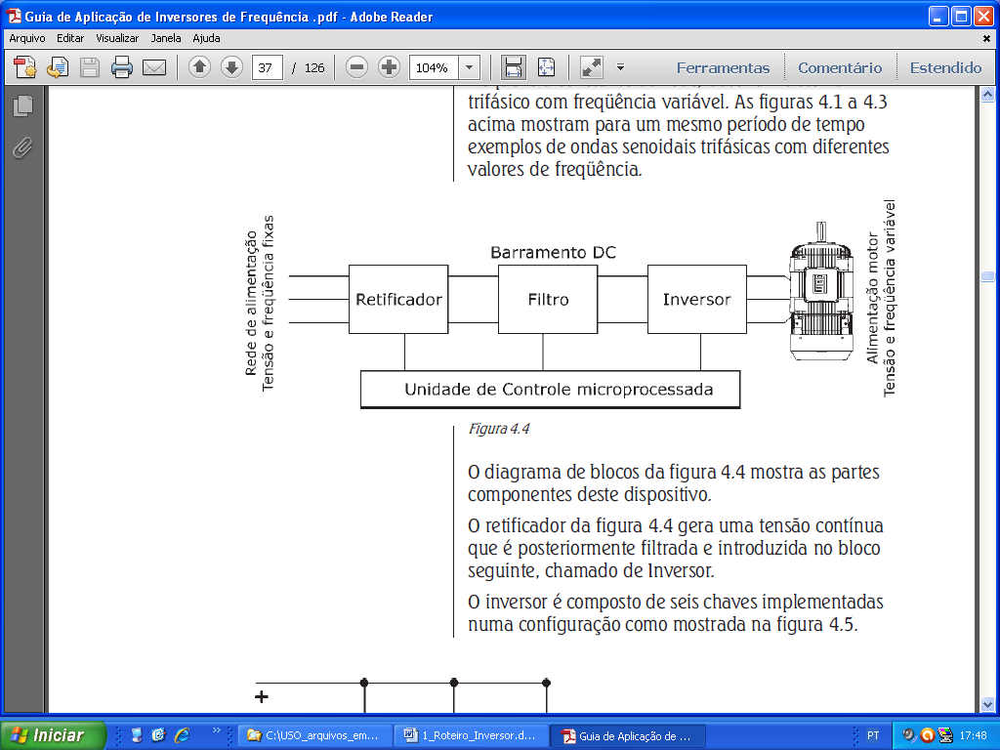 Guia de Aplicação de Inversores de Frequência .pdf - Adobe Reader
Arquivo Editar Visualizar Janela Ajuda
37 / 126 104% Ferramentas Comentário Estendido
trifásico com freqüência variável. As figuras 4.1 a 4.3
acima mostram para um mesmo período de tempo
exemplos de ondas senoidais trifásicas com diferentes
valores de freqüência.
Rede de alimentação
Tensão e freqüência fixas
Barramento DC
Retificador Filtro Inversor
Alimentação motor
Tensão e freqüência variável
Unidade de Controle microprocessada
Figura 4.4
O diagrama de blocos da figura 4.4 mostra as partes
componentes deste dispositivo.
O retificador da figura 4.4 gera uma tensão contínua
que é posteriormente filtrada e introduzida no bloco
seguinte, chamado de Inversor.
O inversor é composto de seis chaves implementadas
numa configuração como mostrada na figura 4.5.
+
Iniciar C:\USO_arquivos_em... 1_Roteiro_Inversor.d... Guia de Aplicação de ... PT 17:48